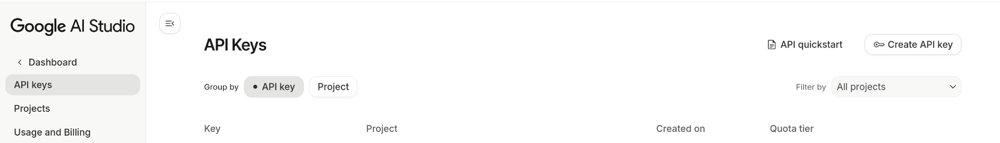 Google AI Studio
Dashboard
API keys
Projects
Usage and Billing
API Keys
API quickstart
Create API key
Group by
API key
Project
Filter by
All projects
Key Project Created on Quota tier